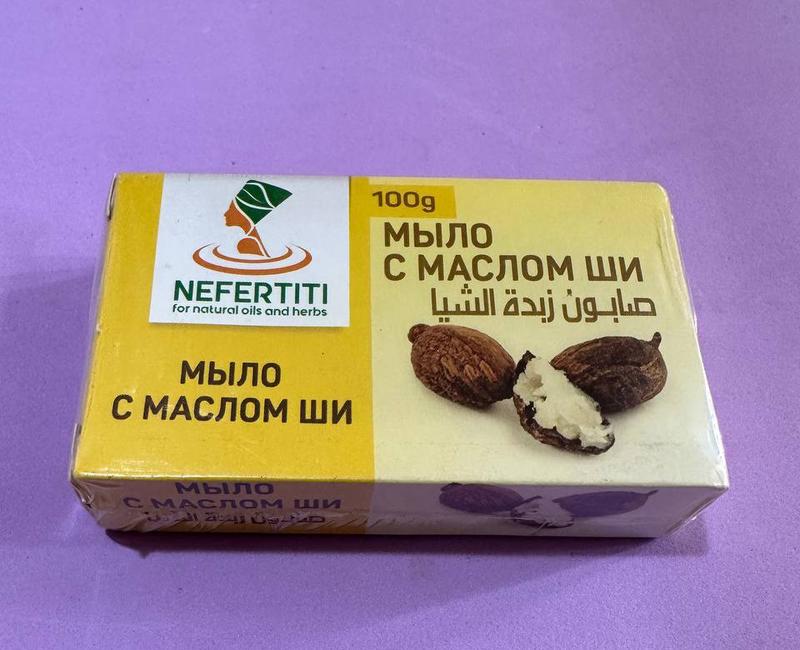 NEFERTITI
for natural oils and herbs
МЫЛО
С МАСЛОМ ШИ
100g
МЫЛО
С МАСЛОМ ШИ
صابون زبدة الشيا
МЫЛО
С МАСЛОМ ШИ
صابون زبدة الشيا